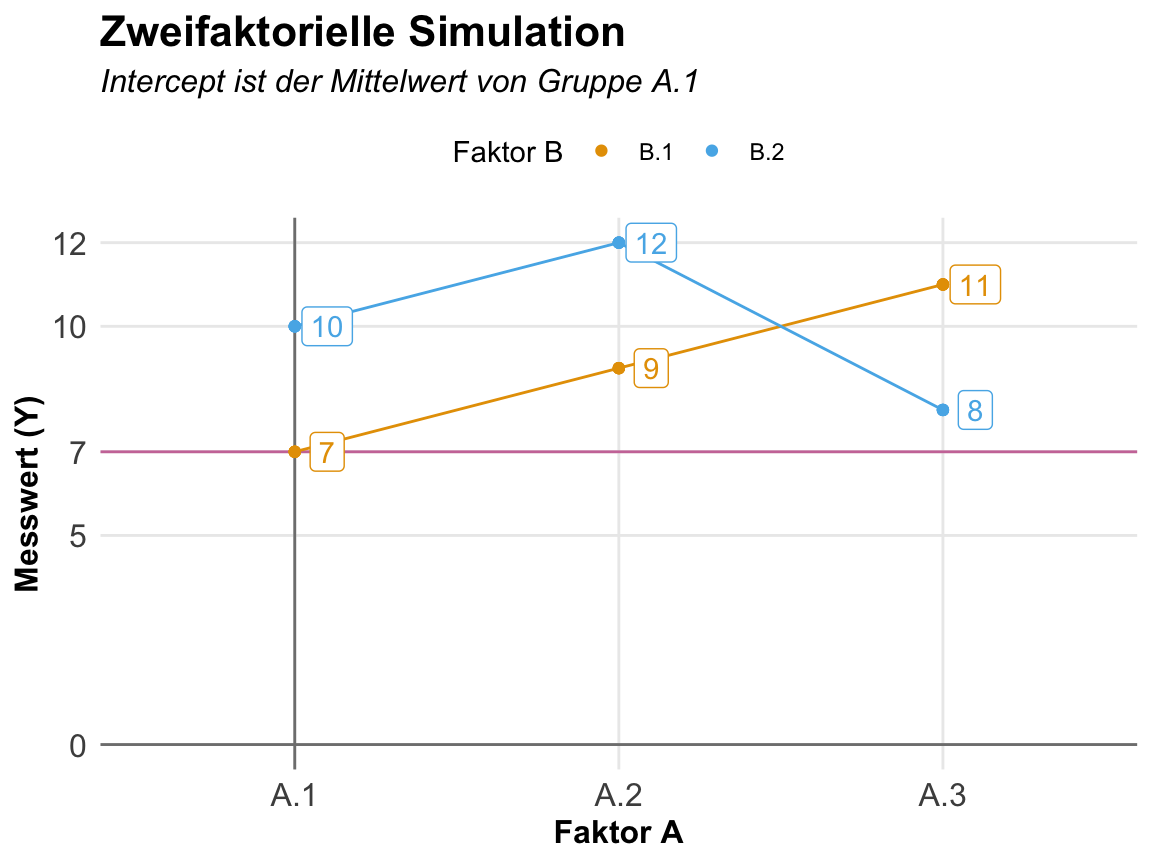 Zweifaktorielle Simulation
Intercept ist der Mittelwert von Gruppe A.1
Faktor B B.1 B.2
12
10
7
5
0
Messwert (Y)
10
12
8
7
9
11
A.1 A.2 A.3
Faktor A